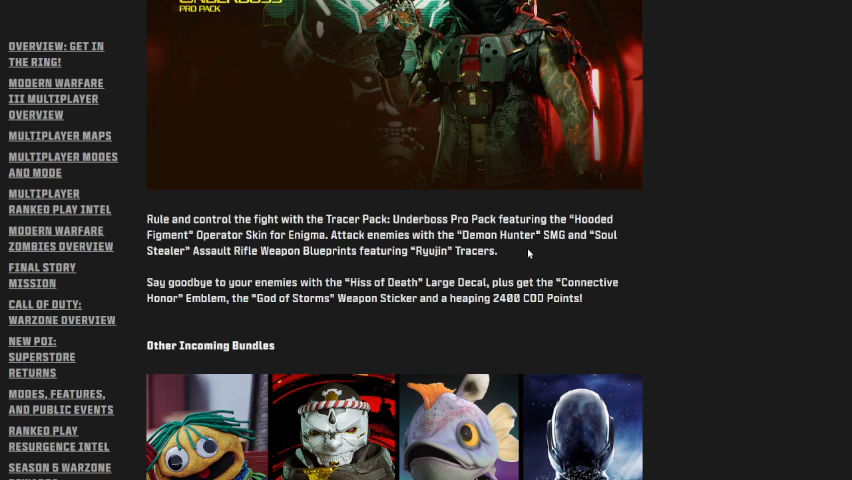 UNDERBOSS
PRO PACK
OVERVIEW: GET IN
THE RING!
MODERN WARFARE
III MULTIPLAYER
OVERVIEW
MULTIPLAYER MAPS
MULTIPLAYER MODES
AND MODE
MULTIPLAYER
RANKED PLAY INTEL
MODERN WARFARE
ZOMBIES OVERVIEW
FINAL STORY
MISSION
CALL OF DUTY:
WARZONE OVERVIEW
NEW POI:
SUPERSTORE
RETURNS
MODES, FEATURES,
AND PUBLIC EVENTS
RANKED PLAY
RESURGENCE INTEL
SEASON 5 WARZONE
Rule and control the fight with the Tracer Pack: Underboss Pro Pack featuring the “Hooded
Figment” Operator Skin for Enigma. Attack enemies with the “Demon Hunter” SMG and “Soul
Stealer” Assault Rifle Weapon Blueprints featuring “Ryujin” Tracers.
Say goodbye to your enemies with the “Hiss of Death” Large Decal, plus get the “Connective
Honor” Emblem, the “God of Storms” Weapon Sticker and a heaping 2400 COD Points!
Other Incoming Bundles